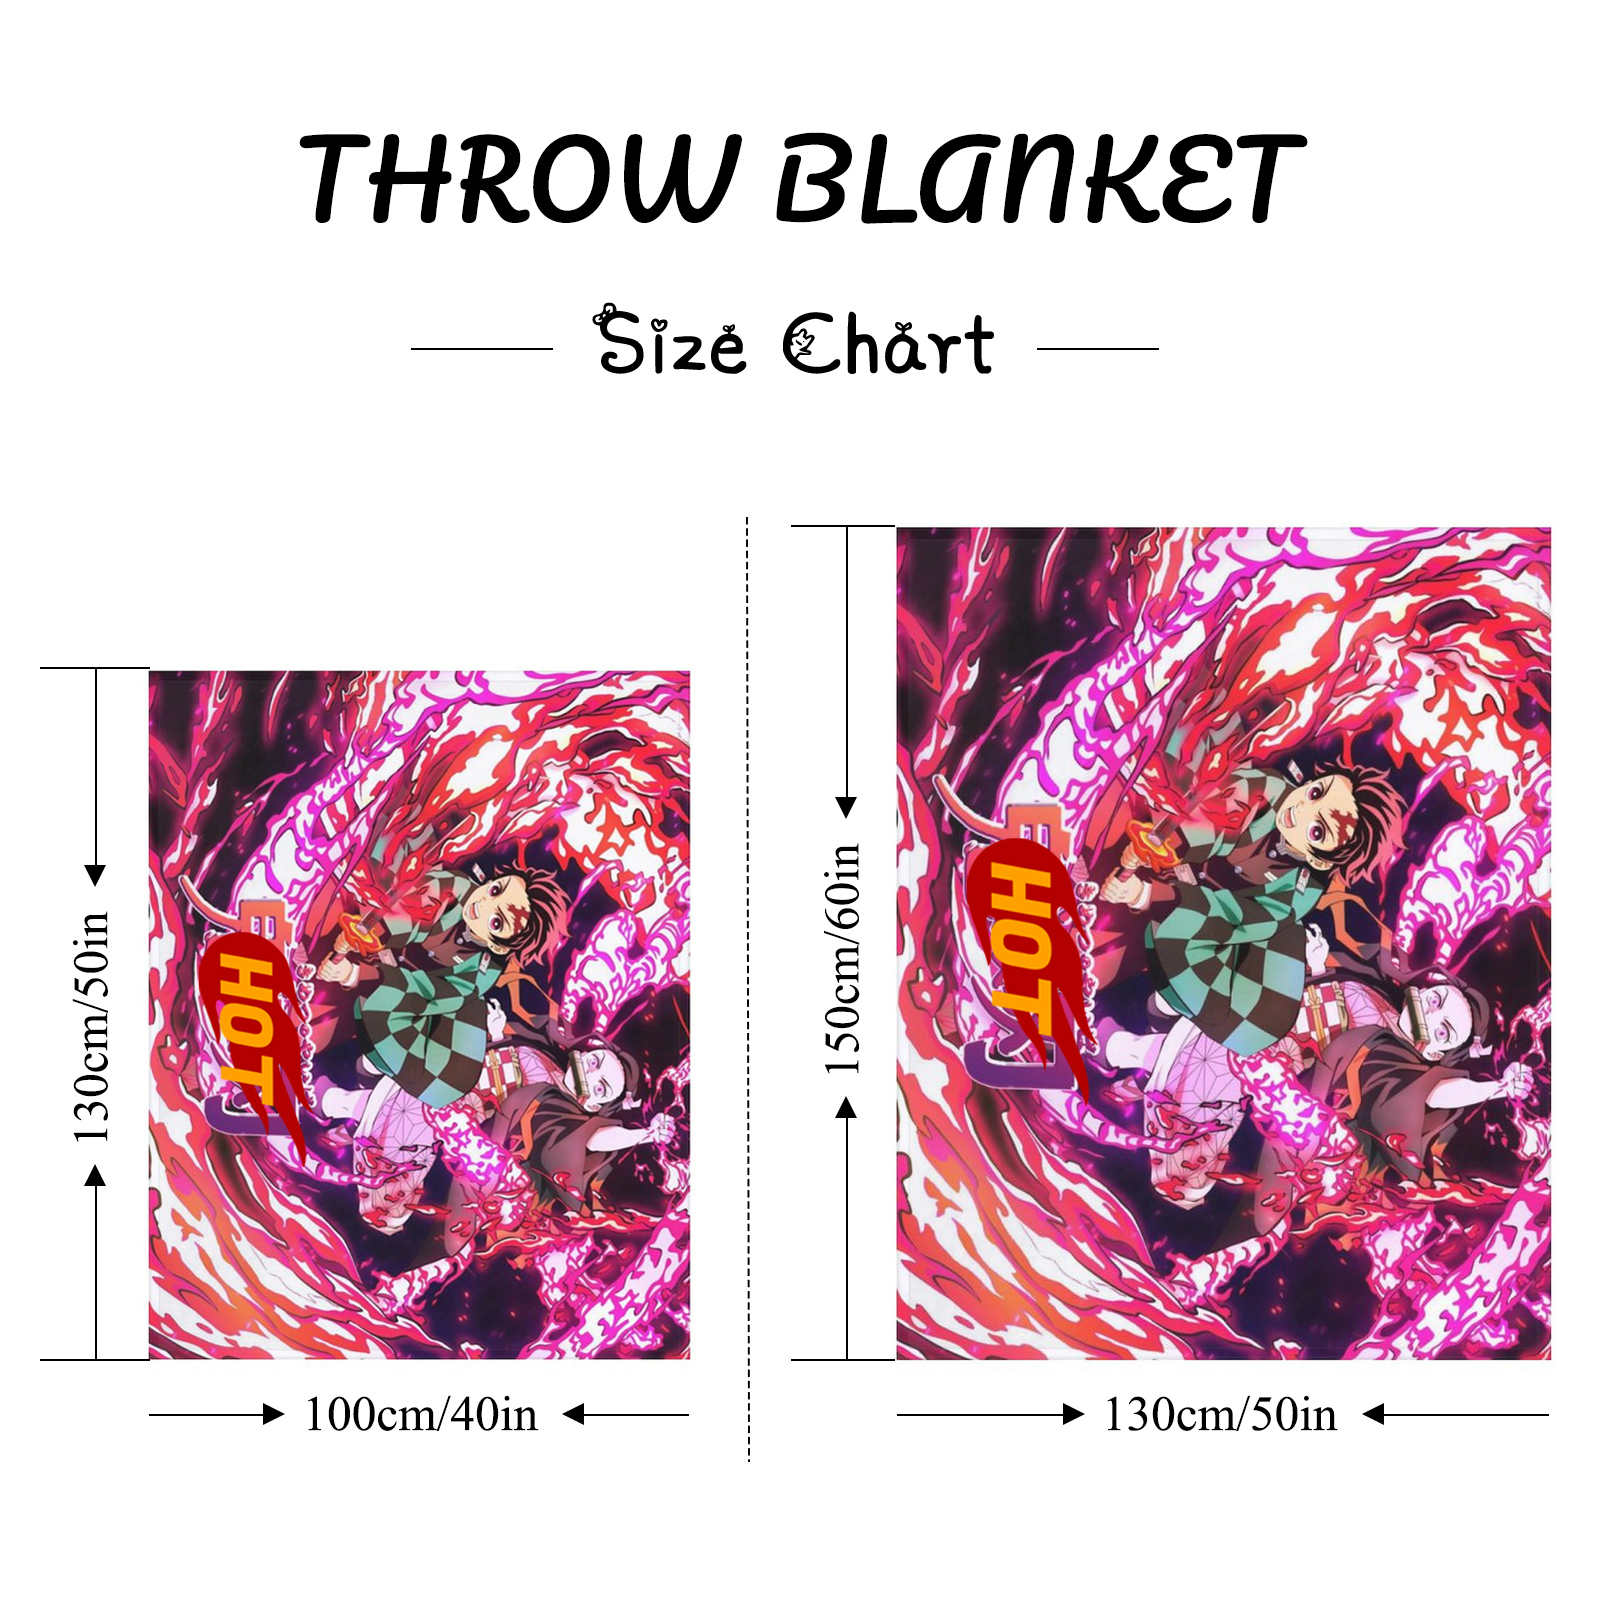 THROW BLANKET
Size Chart
130cm/50in
HOT
100cm/40in
150cm/60in
HOT
130cm/50in